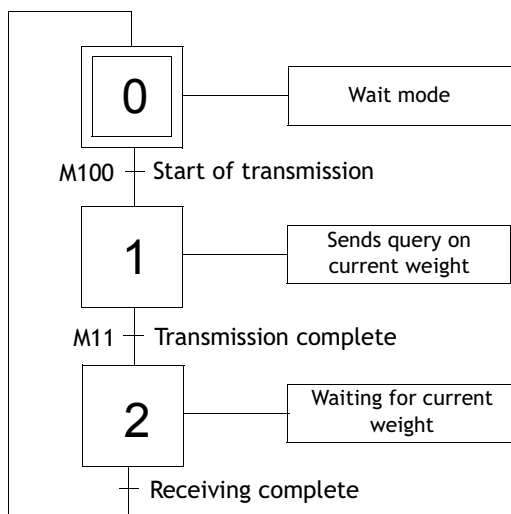 0
Wait mode
M100
Start of transmission
1
Sends query on
current weight
M11
Transmission complete
2
Waiting for current
weight
Receiving complete